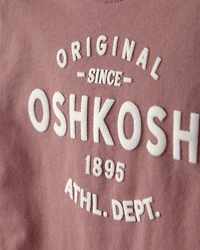 ORIGINAL
- SINCE -
OSHKOSH
1895
ATHL. DEPT.